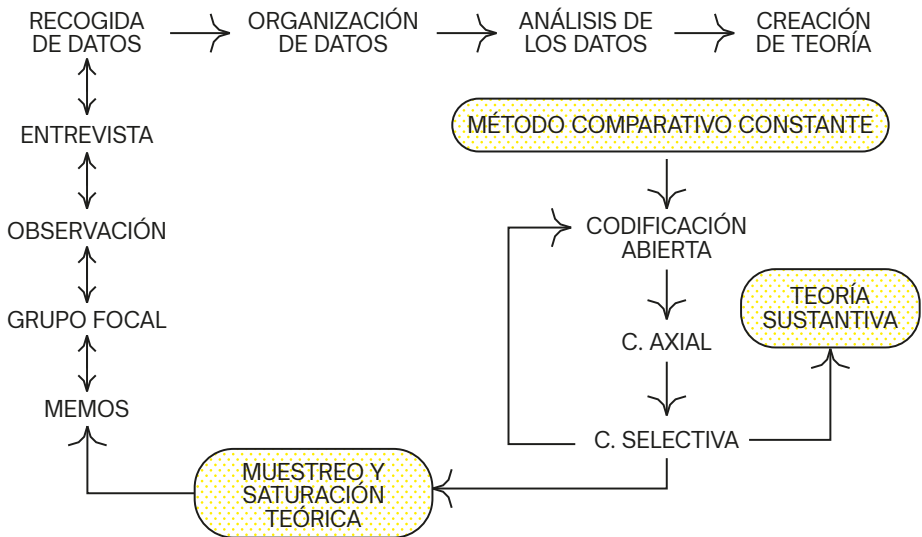 RECOGIDA
DE DATOS
ORGANIZACIÓN
DE DATOS
ANÁLISIS DE
LOS DATOS
CREACIÓN
DE TEORÍA
ENTREVISTA
OBSERVACIÓN
GRUPO FOCAL
MEMOS
MÉTODO COMPARATIVO CONSTANTE
CODIFICACIÓN
ABIERTA
C. AXIAL
C. SELECTIVA
TEORÍA
SUSTANTIVA
MUESTREO Y
SATURACIÓN
TEÓRICA